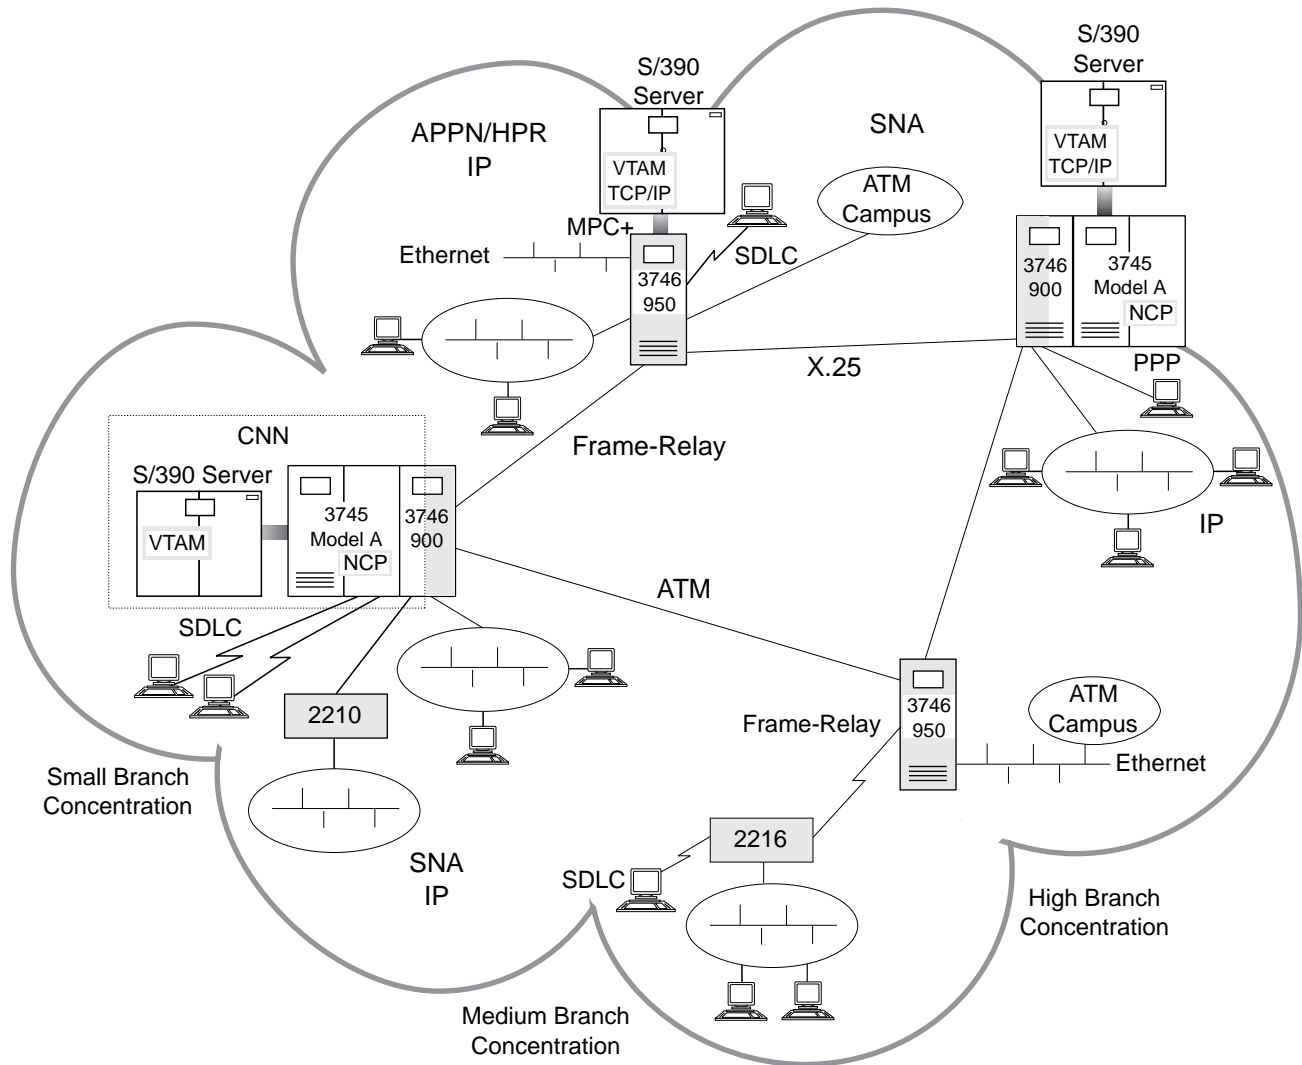 S/390
Server
S/390
Server
APPN/HPR
IP
SNA
VTAM
TCP/IP
VTAM
TCP/IP
ATM
Campus
MPC+
Ethernet
SDLC
3746
950
3746
900
3745
Model A
NCP
X.25
PPP
CNN
Frame-Relay
S/390 Server
VTAM
3745
Model A
NCP
3746
900
IP
ATM
SDLC
2210
3746
950
Frame-Relay
ATM
Campus
Ethernet
Small Branch
Concentration
2216
SNA
IP
SDLC
High Branch
Concentration
Medium Branch
Concentration